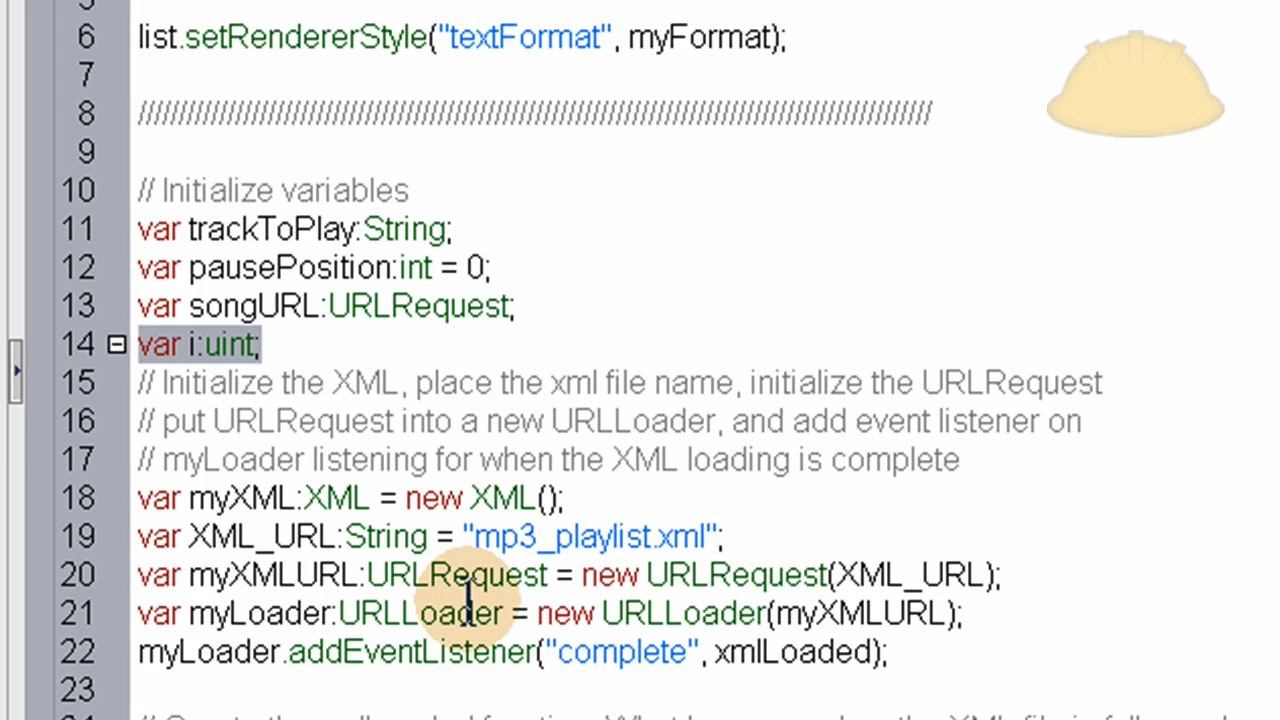 6 list.setRendererStyle("textFormat", myFormat);
7
8 ////////////////////////////////////////////////////////////////////////////////////////
9
10 // Initialize variables
11 var trackToPlay:String;
12 var pausePosition:int = 0;
13 var songURL:URLRequest;
14 var i:uint;
15 // Initialize the XML, place the xml file name, initialize the URLRequest
16 // put URLRequest into a new URLLoader, and add event listener on
17 // myLoader listening for when the XML loading is complete
18 var myXML:XML = new XML();
19 var XML_URL:String = "mp3_playlist.xml";
20 var myXMLURL:URLRequest = new URLRequest(XML_URL);
21 var myLoader:URLLoader = new URLLoader(myXMLURL);
22 myLoader.addEventListener("complete", xmlLoaded);
23